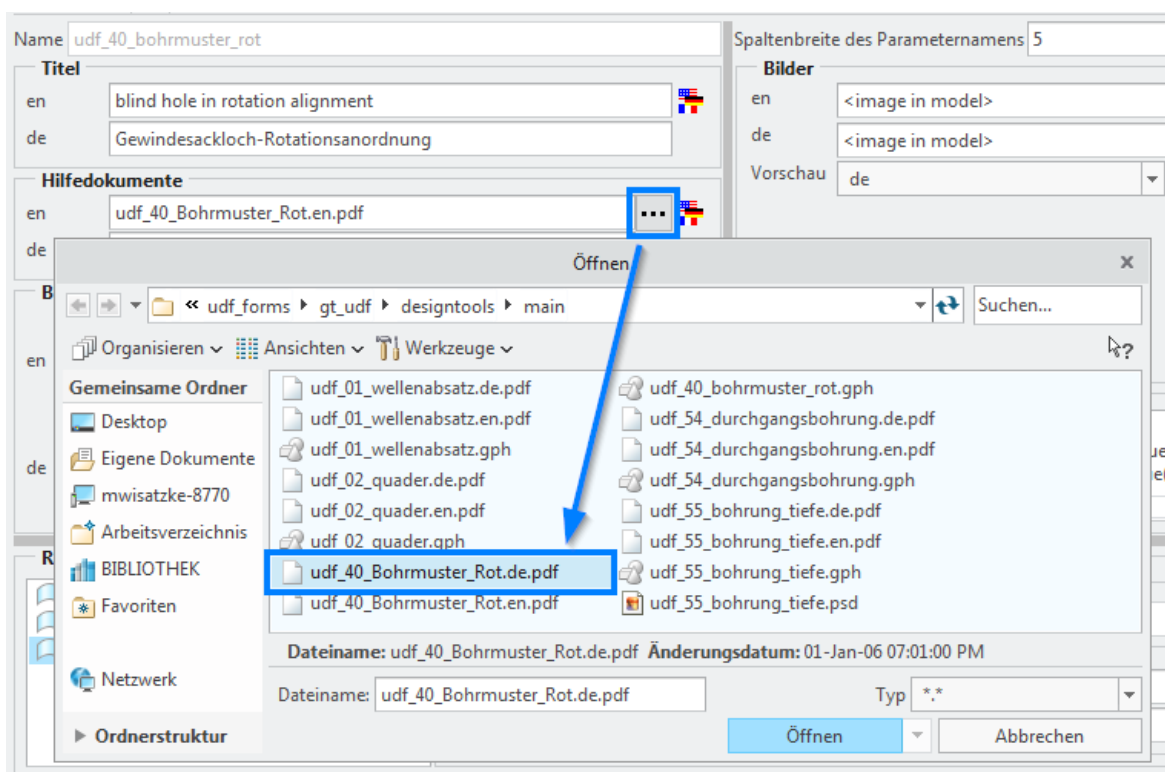 Name udf_40_bohrmuster_rot
Spaltenbreite des Parameternamens 5
Titel
en blind hole in rotation alignment
de Gewindesackloch-Rotationsanordnung
Bilder
en <image in model>
de <image in model>
Vorschau de
Hilfedokumente
en udf_40_Bohrmuster_Rot.en.pdf ...
de
B
en
de
R
Öffnen x
« udf_forms gt_udf designtools main
Suchen...
Organisieren Ansichten Werkzeuge
?
Gemeinsame Ordner
Desktop
Eigene Dokumente
mwisatzke-8770
Arbeitsverzeichnis
BIBLIOTHEK
Favoriten
Netzwerk
Ordnerstruktur
udf_01_wellenabsatz.de.pdf
udf_01_wellenabsatz.en.pdf
udf_01_wellenabsatz.gph
udf_02_quader.de.pdf
udf_02_quader.en.pdf
udf_02_quader.gph
udf_40_Bohrmuster_Rot.de.pdf
udf_40_Bohrmuster_Rot.en.pdf
udf_40_bohrmuster_rot.gph
udf_54_durchgangsbohrung.de.pdf
udf_54_durchgangsbohrung.en.pdf
udf_54_durchgangsbohrung.gph
udf_55_bohrung_tiefe.de.pdf
udf_55_bohrung_tiefe.en.pdf
udf_55_bohrung_tiefe.gph
udf_55_bohrung_tiefe.psd
Dateiname: udf_40_Bohrmuster_Rot.de.pdf Änderungsdatum: 01-Jan-06 07:01:00 PM
Dateiname: udf_40_Bohrmuster_Rot.de.pdf
Typ *.*
Öffnen
Abbrechen